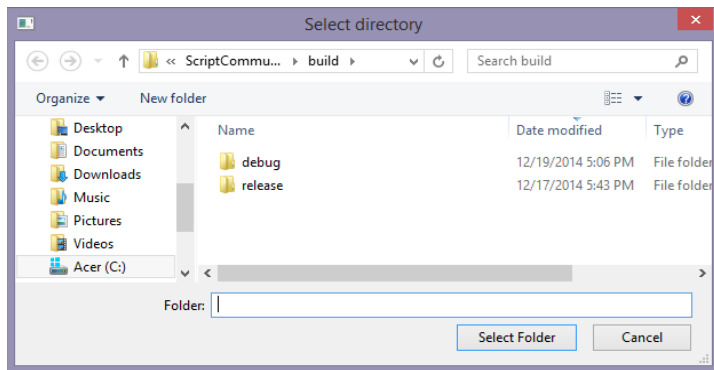 Select directory
« ScriptCommu... build Search build
Organize New folder
Desktop Name Date modified Type
Documents
debug 12/19/2014 5:06 PM File folder
Downloads
release 12/17/2014 5:43 PM File folder
Music
Pictures
Videos
Acer (C:)
Folder:
Select Folder Cancel